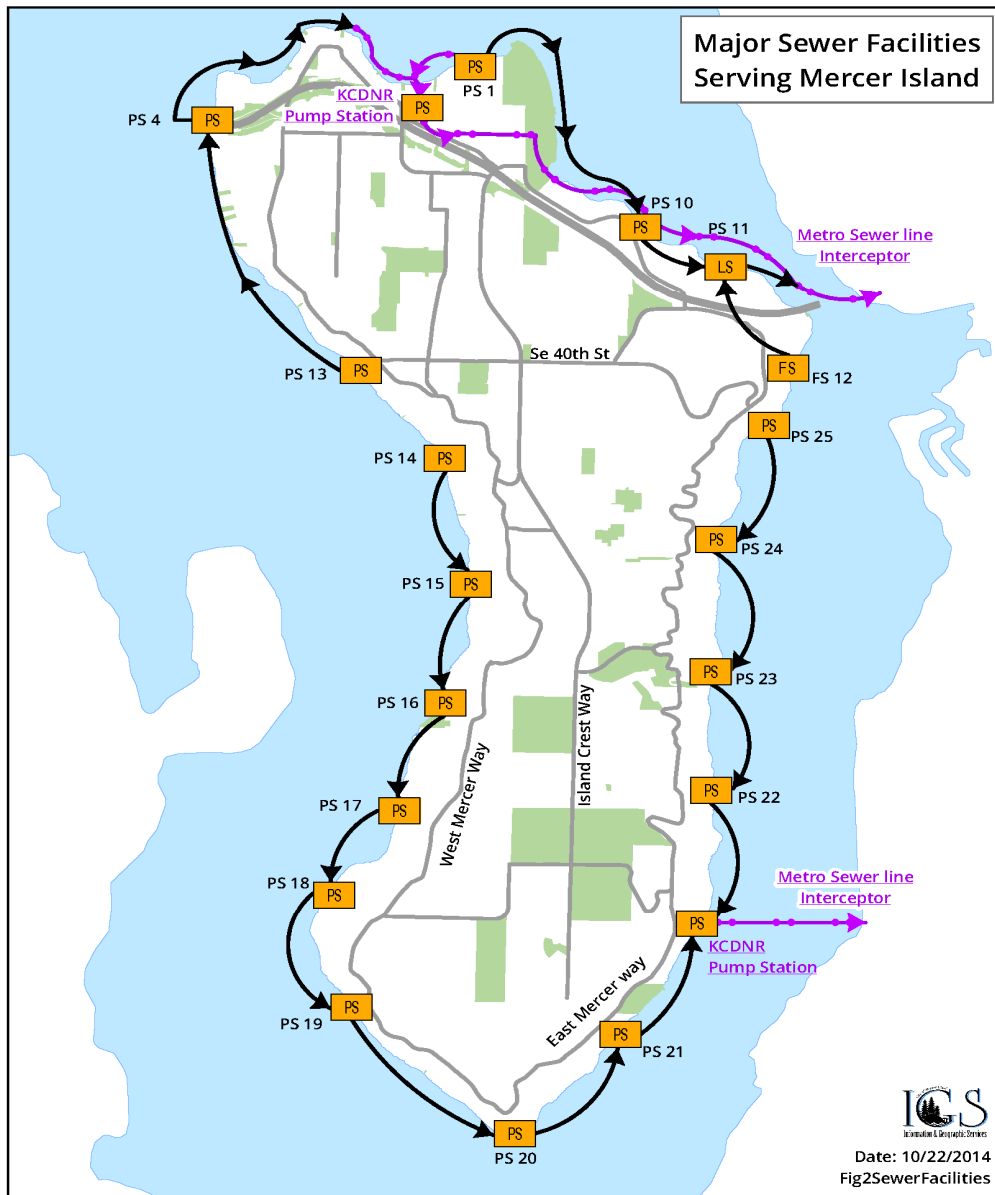 Major Sewer Facilities
Serving Mercer Island
PS
PS 1
KCDNR
Pump Station
PS
PS 4
PS
PS 10
PS
PS 11
LS
Metro Sewer line
Interceptor
Se 40th St
PS 13
PS
FS
FS 12
PS
PS 25
PS 14
PS
PS
PS 24
PS 15
PS
PS
PS 23
PS 16
PS
Island Crest Way
West Mercer Way
PS
PS 22
PS 17
PS
PS 18
PS
Metro Sewer line
Interceptor
PS
KCDNR
Pump Station
East Mercer way
PS 19
PS
PS
PS 21
PS
PS 20
IGS
Information & Geographic Services
Date: 10/22/2014
Fig2SewerFacilities